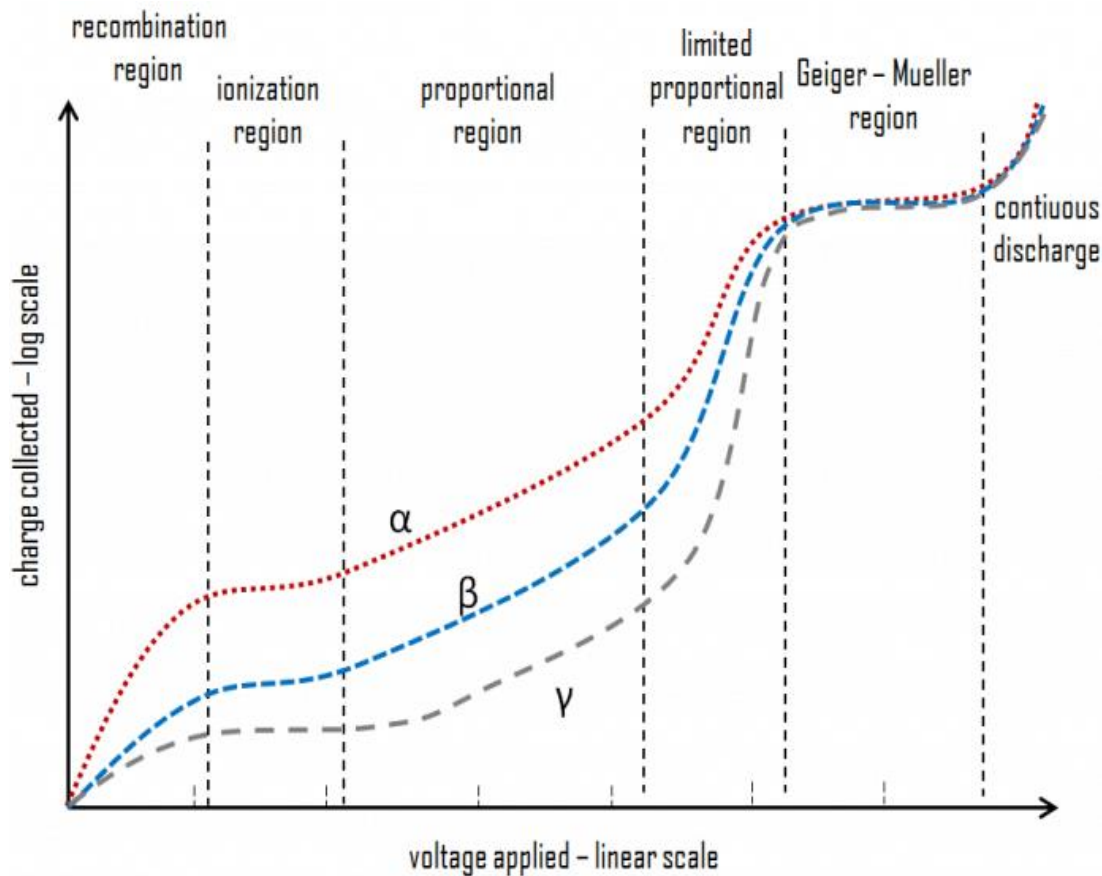 recombination
region
ionization
region
proportional
region
limited
proportional
region
Geiger – Mueller
region
contiuous
discharge
charge collected – log scale
α
β
γ
voltage applied – linear scale